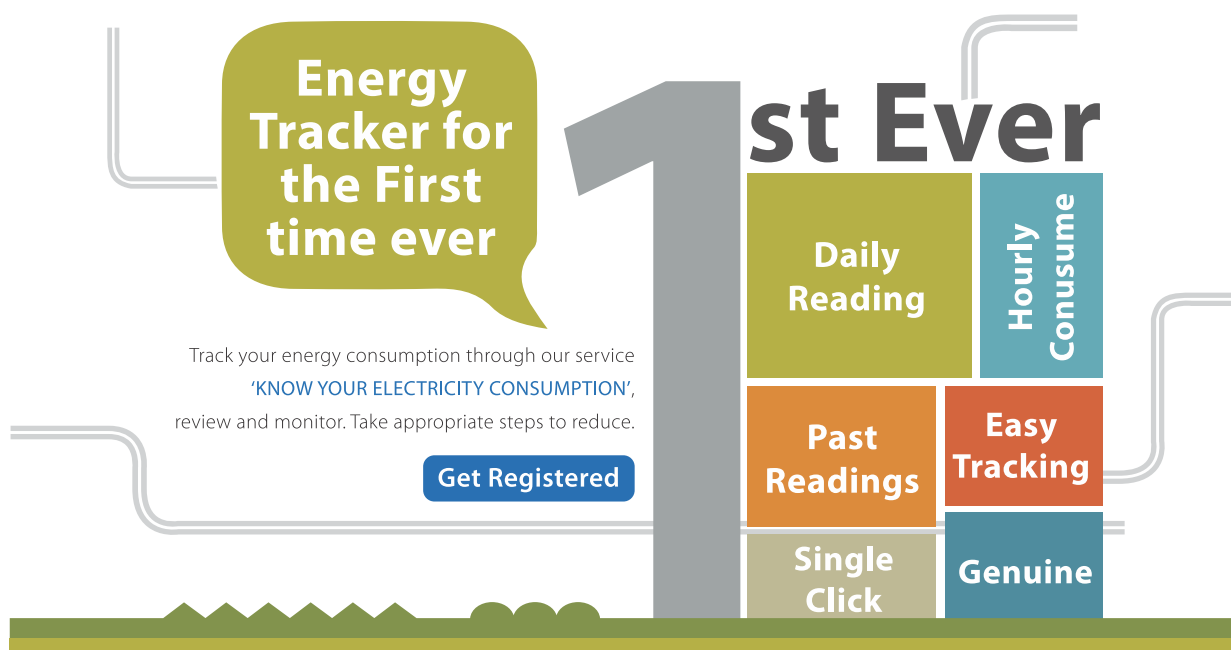 Energy
Tracker for
the First
time ever
Track your energy consumption through our service
‘KNOW YOUR ELECTRICITY CONSUMPTION’,
review and monitor. Take appropriate steps to reduce.
Get Registered
1st Ever
Daily
Reading
Hourly
Conusume
Past
Readings
Easy
Tracking
Single
Click
Genuine